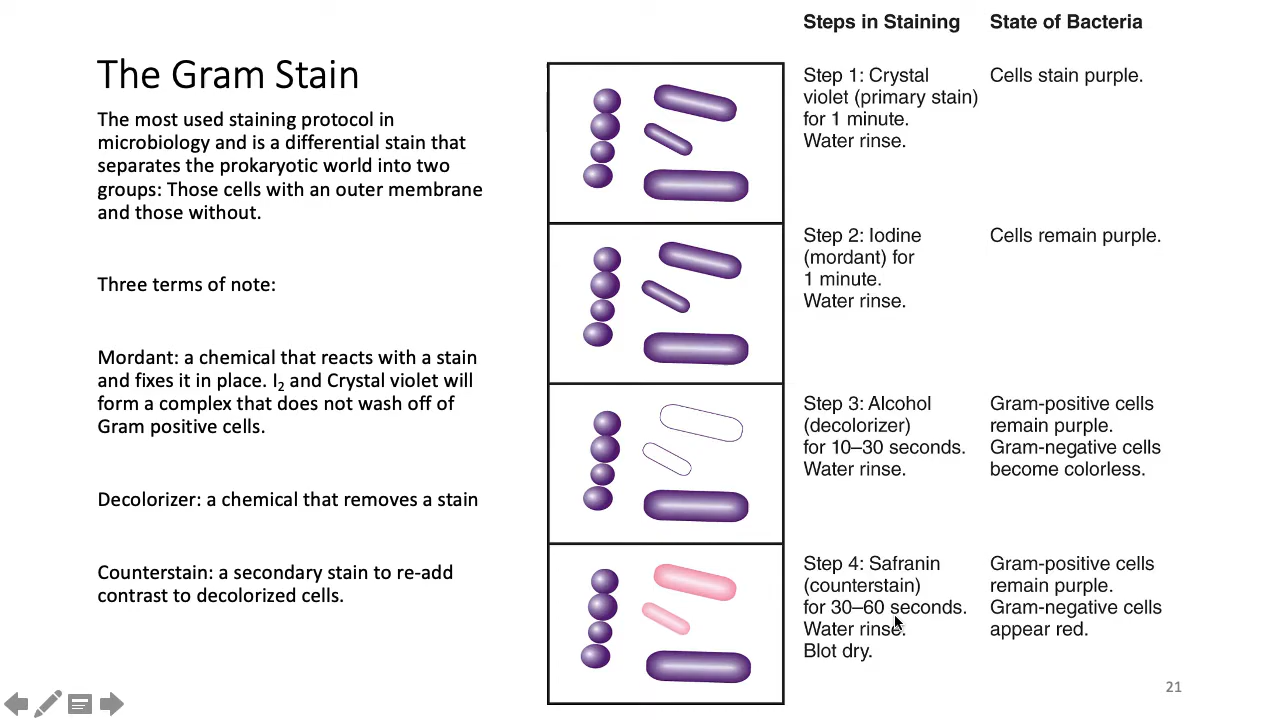 The Gram Stain
The most used staining protocol in
microbiology and is a differential stain that
separates the prokaryotic world into two
groups: Those cells with an outer membrane
and those without.
Three terms of note:
Mordant: a chemical that reacts with a stain
and fixes it in place. I₂ and Crystal violet will
form a complex that does not wash off of
Gram positive cells.
Decolorizer: a chemical that removes a stain
Counterstain: a secondary stain to re-add
contrast to decolorized cells.
Steps in Staining
State of Bacteria
Step 1: Crystal
violet (primary stain)
for 1 minute.
Water rinse.
Cells stain purple.
Step 2: Iodine
(mordant) for
1 minute.
Water rinse.
Cells remain purple.
Step 3: Alcohol
(decolorizer)
for 10–30 seconds.
Water rinse.
Gram-positive cells
remain purple.
Gram-negative cells
become colorless.
Step 4: Safranin
(counterstain)
for 30–60 seconds.
Water rinse.
Blot dry.
Gram-positive cells
remain purple.
Gram-negative cells
appear red.
21